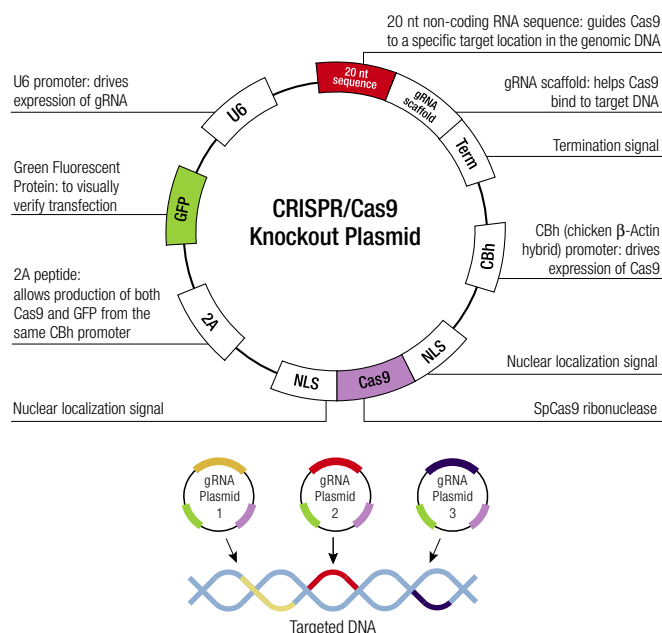 20 nt non-coding RNA sequence: guides Cas9
to a specific target location in the genomic DNA
U6 promoter: drives
expression of gRNA
gRNA scaffold: helps Cas9
bind to target DNA
Termination signal
Green Fluorescent
Protein: to visually
verify transfection
CBh (chicken β-Actin
hybrid) promoter: drives
expression of Cas9
2A peptide:
allows production of both
Cas9 and GFP from the
same CBh promoter
Nuclear localization signal
Nuclear localization signal
SpCas9 ribonuclease
20 nt
sequence
gRNA
scaffold
Term
CBh
NLS
Cas9
NLS
2A
GFP
U6
CRISPR/Cas9
Knockout Plasmid
gRNA
Plasmid
1
gRNA
Plasmid
2
gRNA
Plasmid
3
Targeted DNA